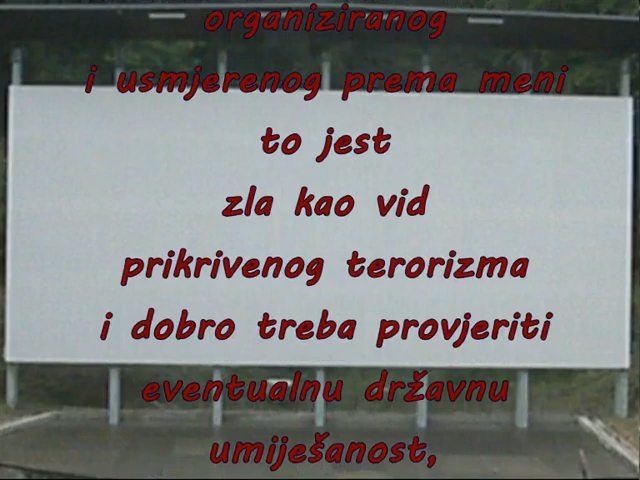 organiziranog
i usmjerenog prema meni
to jest
zla kao vid
prikrivenog terorizma
i dobro treba provjeriti
eventualnu državnu
umiješanost,